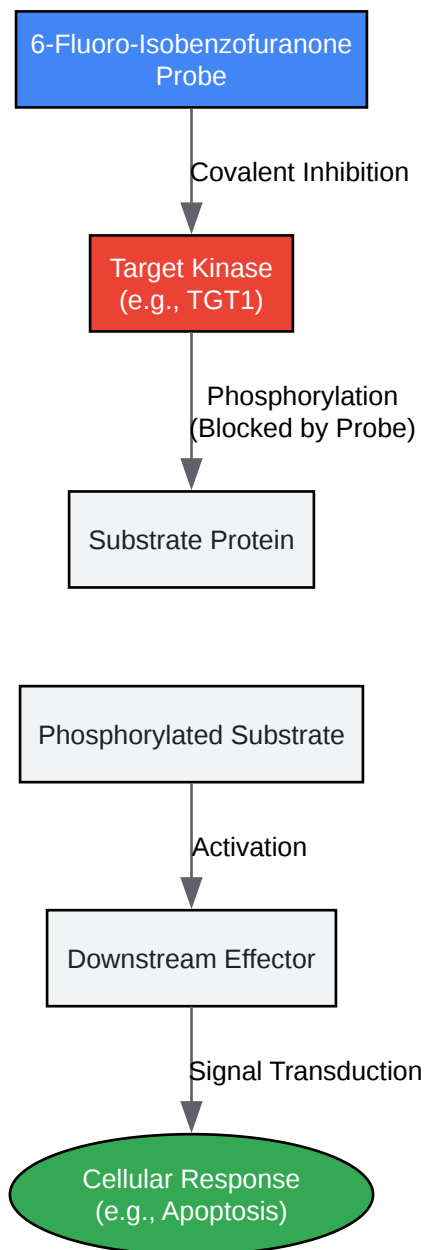 6-Fluoro-Isobenzofuranone
Probe
Covalent Inhibition
Target Kinase
(e.g., TGT1)
Phosphorylation
(Blocked by Probe)
Substrate Protein
Phosphorylated Substrate
Activation
Downstream Effector
Signal Transduction
Cellular Response
(e.g., Apoptosis)